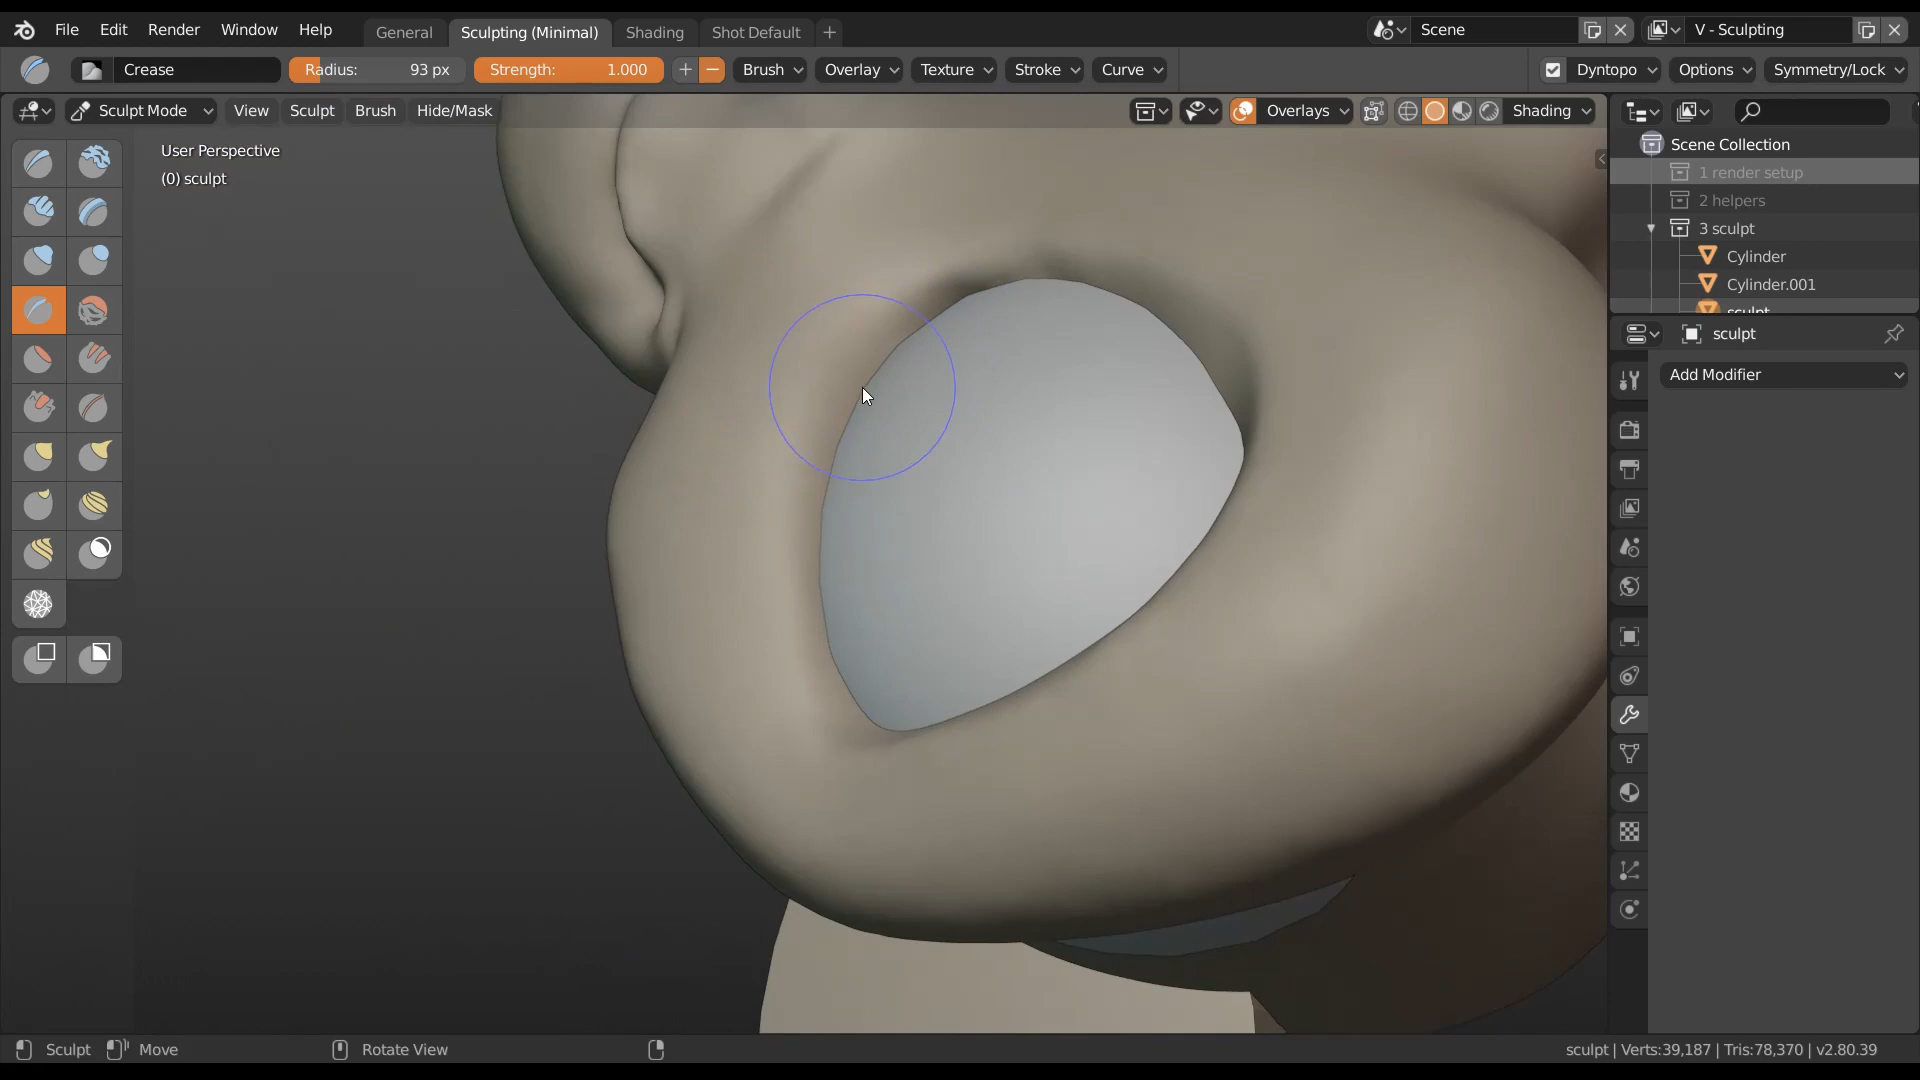 File Edit Render Window Help General Sculpting (Minimal) Shading Shot Default + Scene V - Sculpting
Crease Radius: 93 px Strength: 1.000 Brush Overlay Texture Stroke Curve Dyntopo Options Symmetry/Lock
Sculpt Mode View Sculpt Brush Hide/Mask Overlays Shading
User Perspective
(0) sculpt
Scene Collection
1 render setup
2 helpers
3 sculpt
Cylinder
Cylinder.001
sculpt
sculpt
Add Modifier
Sculpt Move Rotate View sculpt | Verts:39,187 | Tris:78,370 | v2.80.39